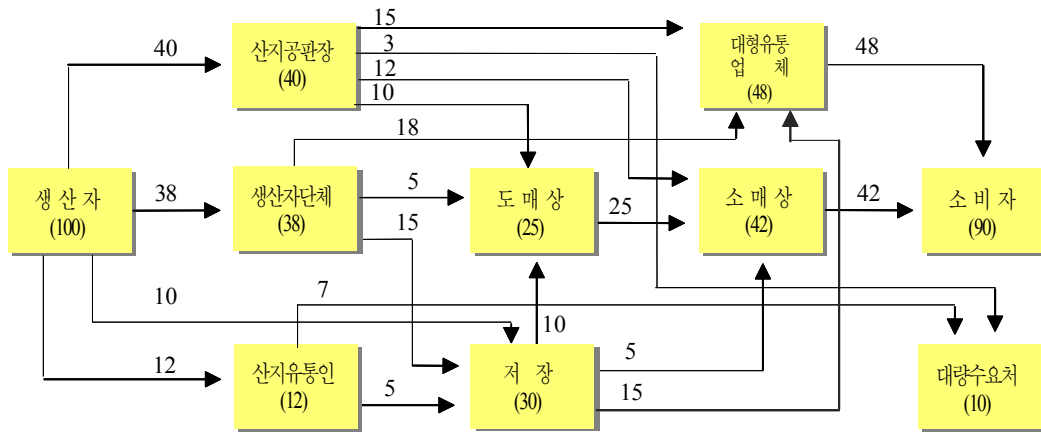 15
40
산지공판장
(40)
3
12
10
대형유통
업 체
(48)
48
18
생 산 자
(100)
38
생산자단체
(38)
5
15
도 매 상
(25)
25
소 매 상
(42)
42
소 비 자
(90)
10
7
12
산지유통인
(12)
5
저 장
(30)
10
5
15
대량수요처
(10)